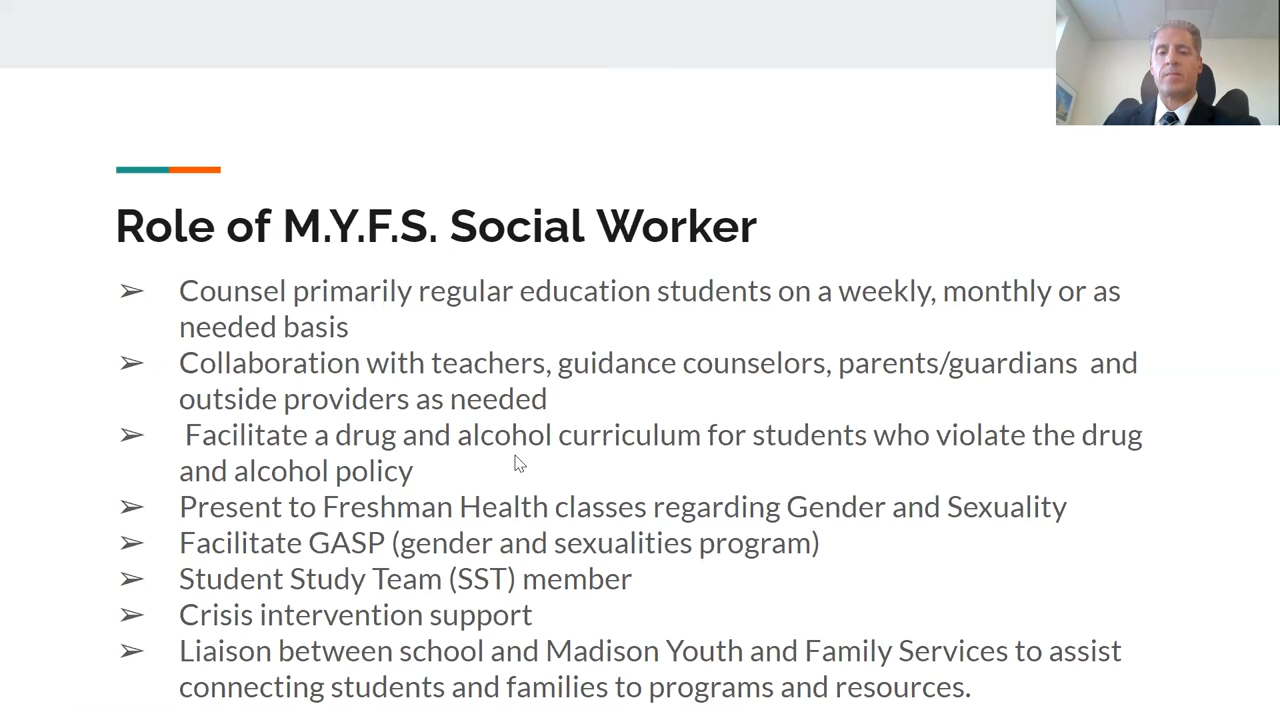 Role of M.Y.F.S. Social Worker
➢ Counsel primarily regular education students on a weekly, monthly or as
needed basis
➢ Collaboration with teachers, guidance counselors, parents/guardians  and
outside providers as needed
➢ Facilitate a drug and alcohol curriculum for students who violate the drug
and alcohol policy
➢ Present to Freshman Health classes regarding Gender and Sexuality
➢ Facilitate GASP (gender and sexualities program)
➢ Student Study Team (SST) member
➢ Crisis intervention support
➢ Liaison between school and Madison Youth and Family Services to assist
connecting students and families to programs and resources.